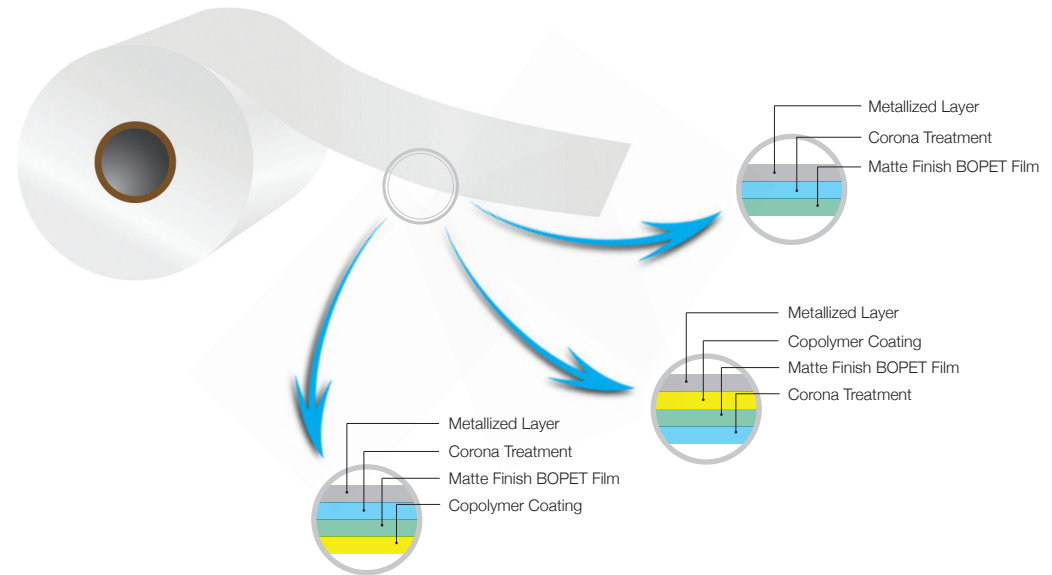 Metallized Layer
Corona Treatment
Matte Finish BOPET Film
Metallized Layer
Copolymer Coating
Matte Finish BOPET Film
Corona Treatment
Metallized Layer
Corona Treatment
Matte Finish BOPET Film
Copolymer Coating